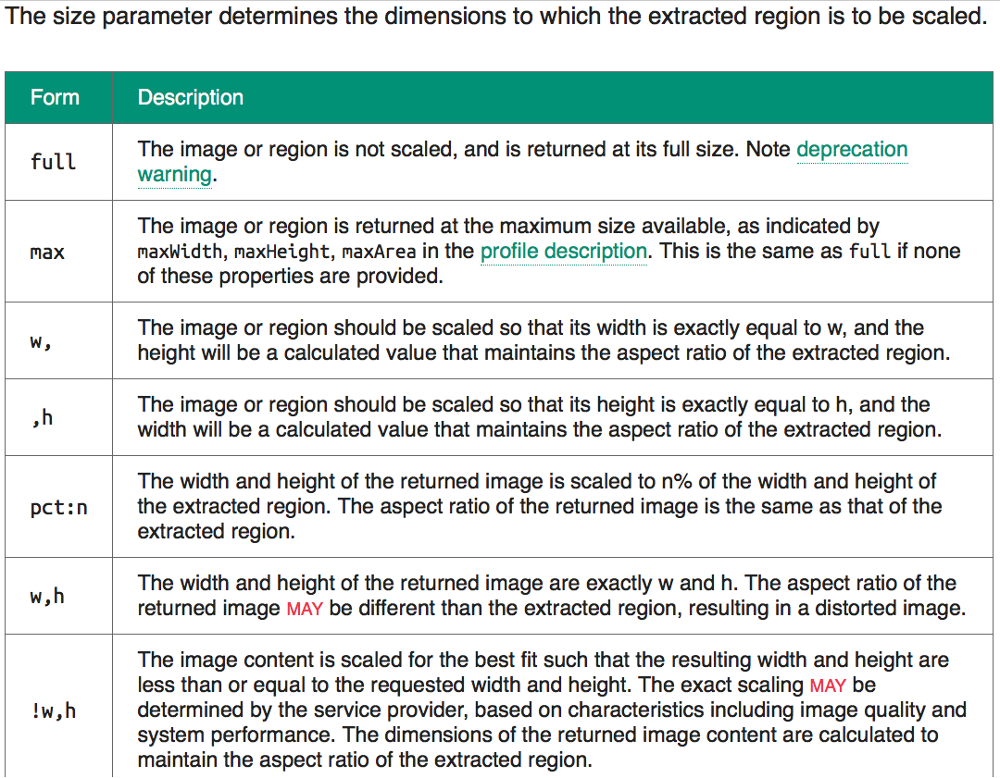 The size parameter determines the dimensions to which the extracted region is to be scaled.
Form Description
full
The image or region is not scaled, and is returned at its full size. Note deprecation
warning.
max
The image or region is returned at the maximum size available, as indicated by
maxWidth, maxHeight, maxArea in the profile description. This is the same as full if none
of these properties are provided.
w,
The image or region should be scaled so that its width is exactly equal to w, and the
height will be a calculated value that maintains the aspect ratio of the extracted region.
,h
The image or region should be scaled so that its height is exactly equal to h, and the
width will be a calculated value that maintains the aspect ratio of the extracted region.
pct:n
The width and height of the returned image is scaled to n% of the width and height of
the extracted region. The aspect ratio of the returned image is the same as that of the
extracted region.
w,h
The width and height of the returned image are exactly w and h. The aspect ratio of the
returned image MAY be different than the extracted region, resulting in a distorted image.
!w,h
The image content is scaled for the best fit such that the resulting width and height are
less than or equal to the requested width and height. The exact scaling MAY be
determined by the service provider, based on characteristics including image quality and
system performance. The dimensions of the returned image content are calculated to
maintain the aspect ratio of the extracted region.